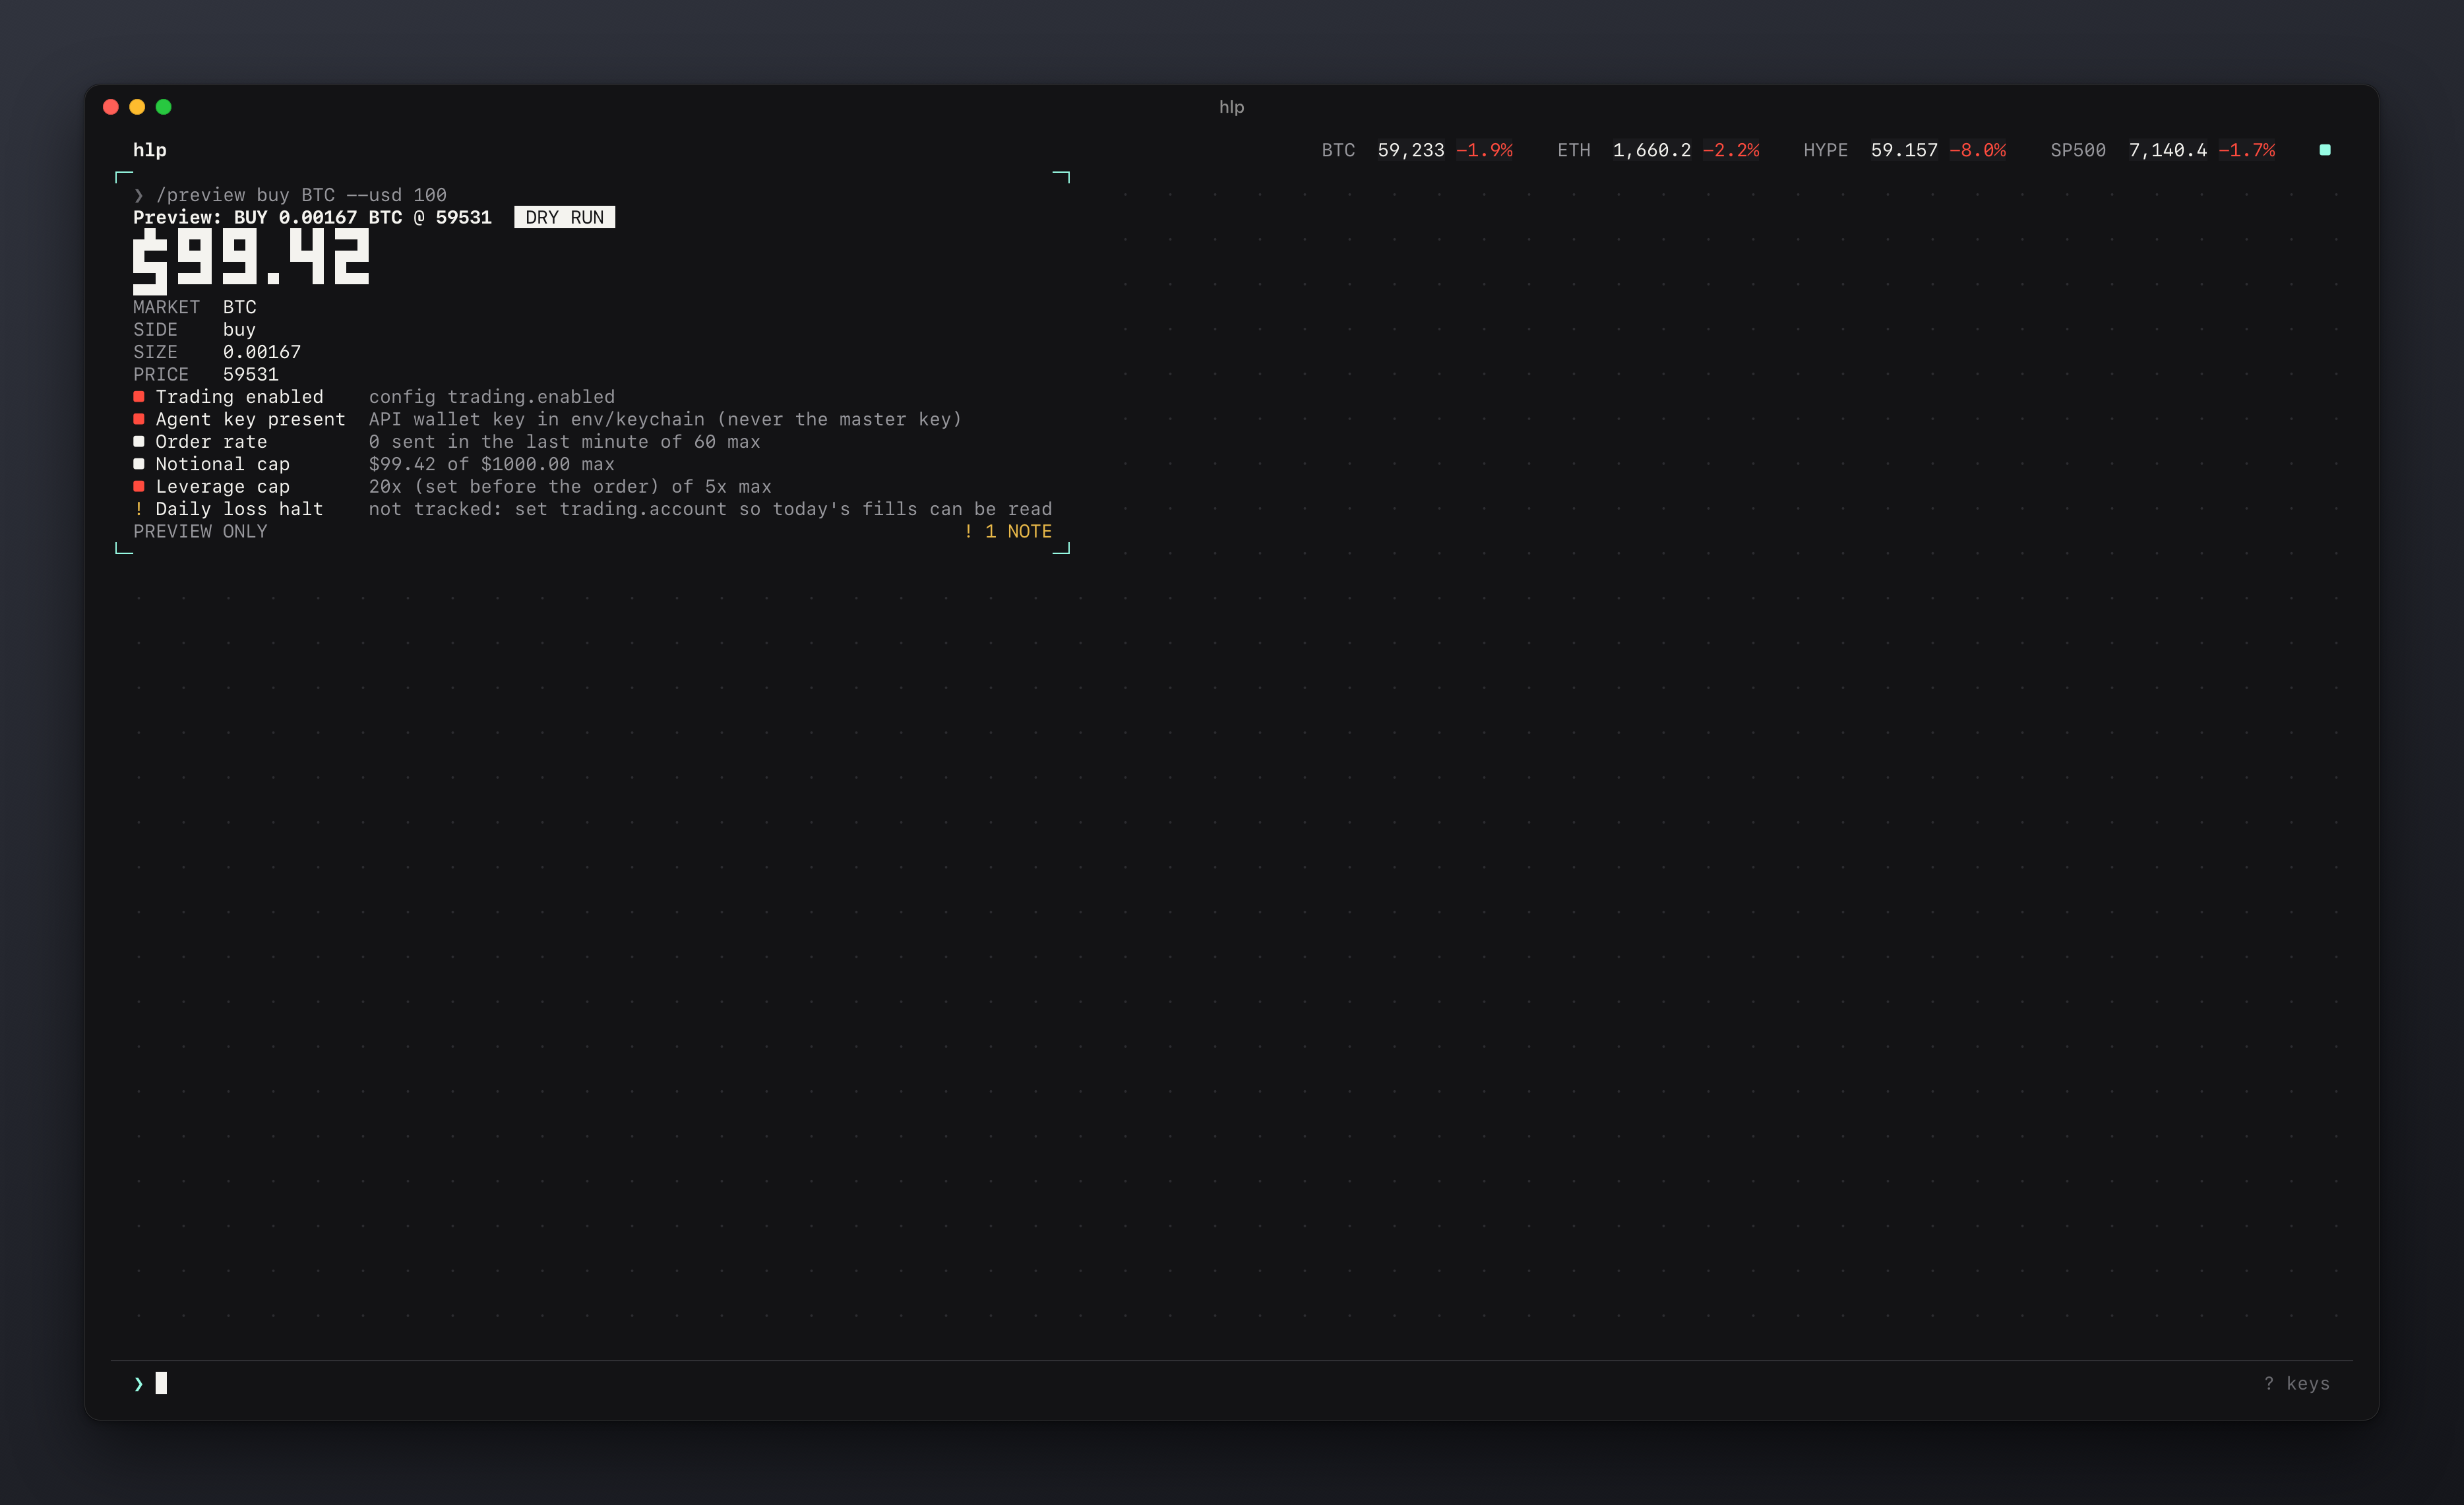 hlp
hlp BTC 59,233 −1.9% ETH 1,660.2 −2.2% HYPE 59.157 −8.0% SP500 7,140.4 −1.7%
❯ /preview buy BTC --usd 100
Preview: BUY 0.00167 BTC @ 59531 DRY RUN
$99.42
MARKET BTC
SIDE buy
SIZE 0.00167
PRICE 59531
Trading enabled config trading.enabled
Agent key present API wallet key in env/keychain (never the master key)
Order rate 0 sent in the last minute of 60 max
Notional cap $99.42 of $1000.00 max
Leverage cap 20x (set before the order) of 5x max
! Daily loss halt not tracked: set trading.account so today's fills can be read
PREVIEW ONLY ! 1 NOTE
❯ ? keys